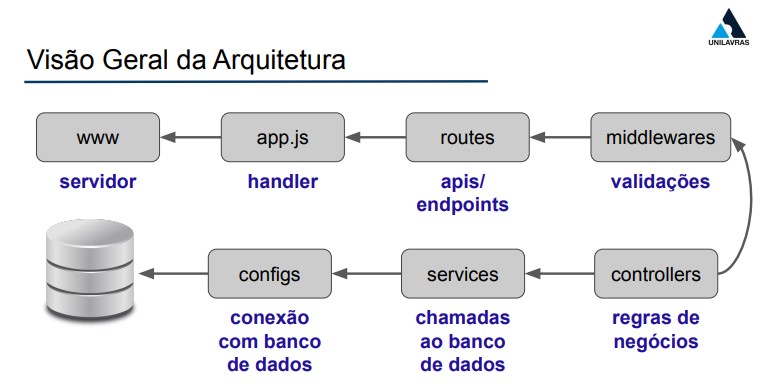 UNILAVRAS
Visão Geral da Arquitetura
www
app.js
routes
middlewares
servidor
handler
apis/
endpoints
validações
configs
services
controllers
conexão
com banco
de dados
chamadas
ao banco
de dados
regras de
negócios